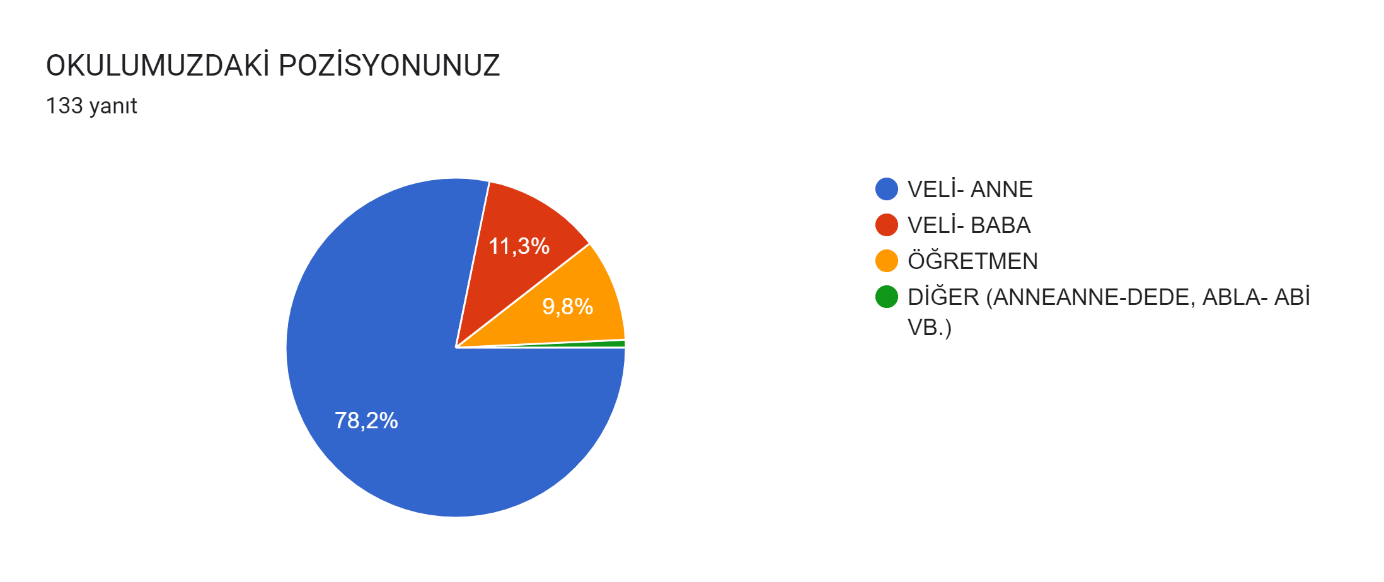 OKULUMUZDAKİ POZİSYONUNUZ
133 yanıt
11,3%
9,8%
78,2%
VELİ- ANNE
VELİ- BABA
ÖĞRETMEN
DİĞER (ANNEANNE-DEDE, ABLA- ABİ
VB.)